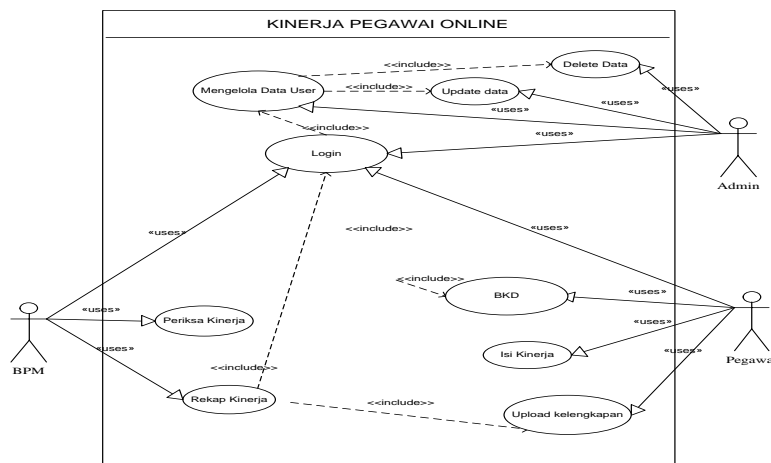 KINERJA PEGAWAI ONLINE
<<include>>
Delete Data
Mengelola Data User
<<include>>
Update data
«uses»
«uses»
«uses»
<<include>>
«uses»
Login
Admin
«uses»
<<include>>
«uses»
<<include>>
BKD
«uses»
«uses»
Periksa Kinerja
«uses»
«uses»
Isi Kinerja
«uses»
Pegawa
BPM
<<include>>
Rekap Kinerja
<<include>>
Upload kelengkapan